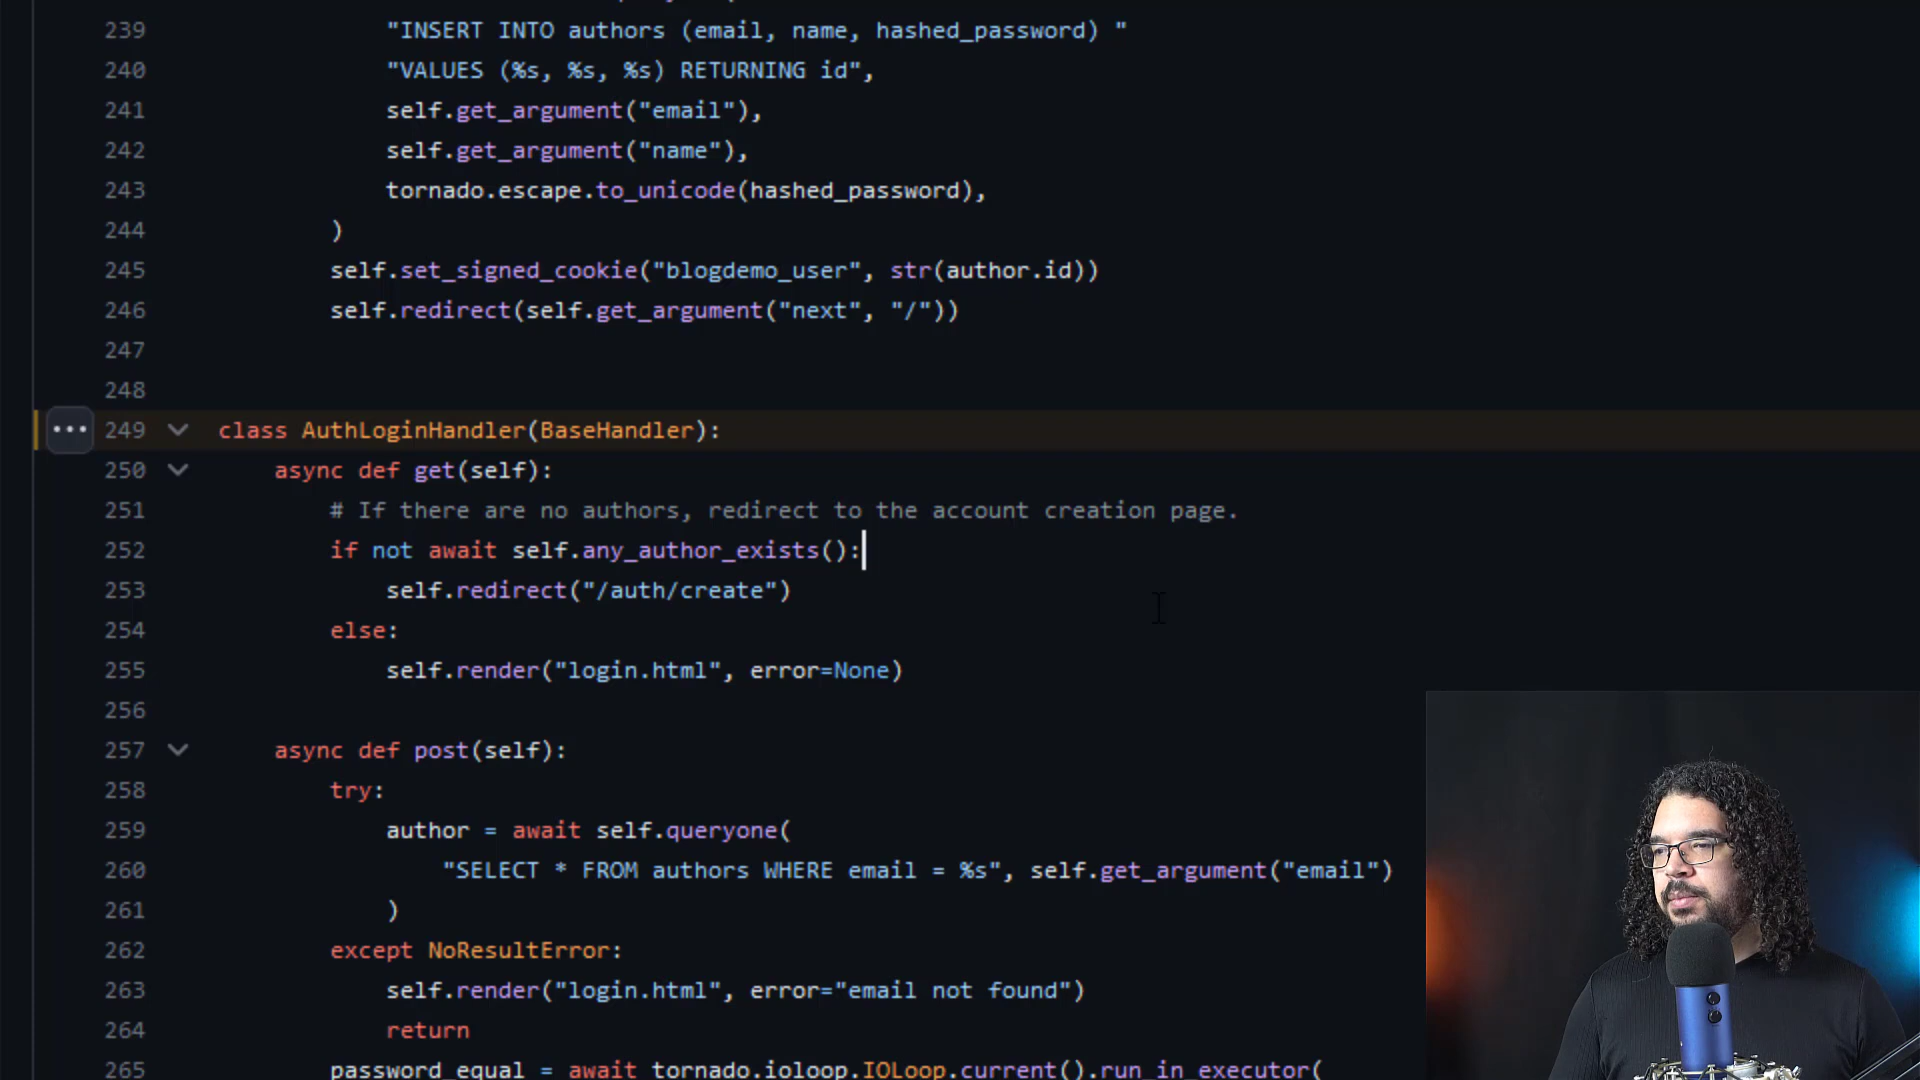 239 "INSERT INTO authors (email, name, hashed_password) "
240 "VALUES (%s, %s, %s) RETURNING id",
241 self.get_argument("email"),
242 self.get_argument("name"),
243 tornado.escape.to_unicode(hashed_password),
244 )
245 self.set_signed_cookie("blogdemo_user", str(author.id))
246 self.redirect(self.get_argument("next", "/"))
247
248
249 class AuthLoginHandler(BaseHandler):
250 async def get(self):
251 # If there are no authors, redirect to the account creation page.
252 if not await self.any_author_exists():
253 self.redirect("/auth/create")
254 else:
255 self.render("login.html", error=None)
256
257 async def post(self):
258 try:
259 author = await self.queryone(
260 "SELECT * FROM authors WHERE email = %s", self.get_argument("email")
261 )
262 except NoResultError:
263 self.render("login.html", error="email not found")
264 return
265 password_equal = await tornado.ioloop.IOLoop.current().run_in_executor(